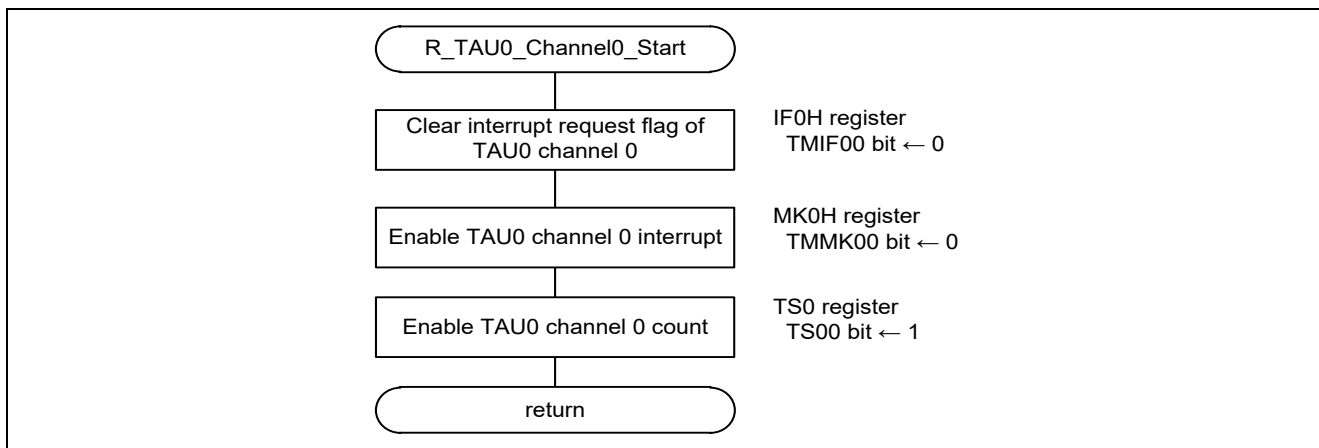 R_TAU0_Channel0_Start
Clear interrupt request flag of
TAU0 channel 0
IF0H register
TMIF00 bit ← 0
Enable TAU0 channel 0 interrupt
MK0H register
TMMK00 bit ← 0
Enable TAU0 channel 0 count
TS0 register
TS00 bit ← 1
return